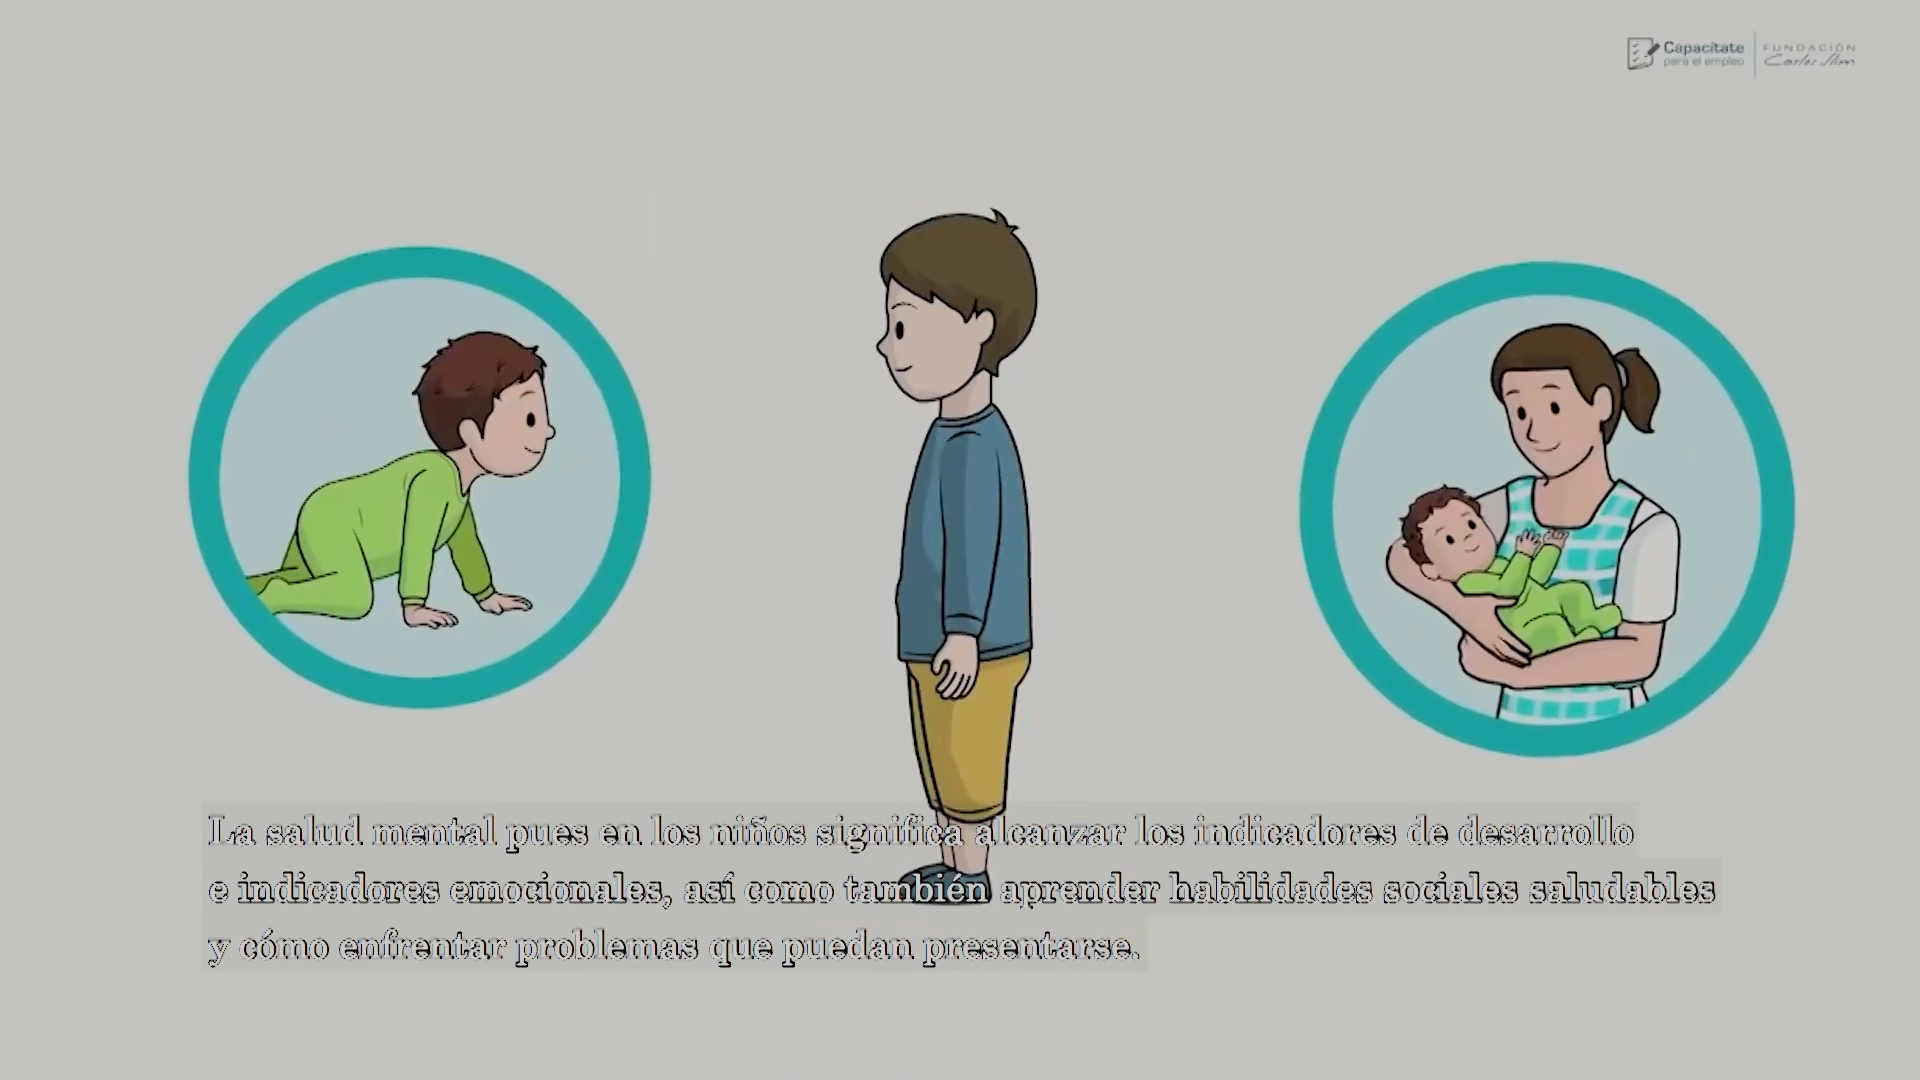 Capacítate
para el empleo
FUNDACIÓN
Carlos Slim
La salud mental pues en los niños significa alcanzar los indicadores de desarrollo
e indicadores emocionales, así como también aprender habilidades sociales saludables
y cómo enfrentar problemas que puedan presentarse.